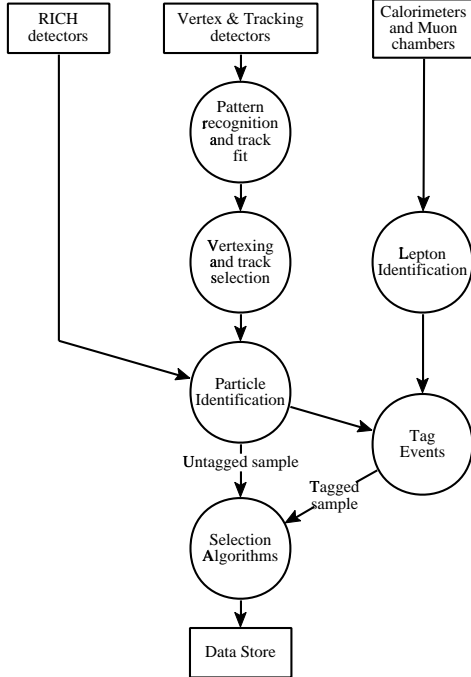 RICH
detectors
Vertex & Tracking
detectors
Calorimeters
and Muon
chambers
Pattern
recognition
and track
fit
Vertexing
and track
selection
Lepton
Identification
Particle
Identification
Tag
Events
Untagged sample
Tagged
sample
Selection
Algorithms
Data Store